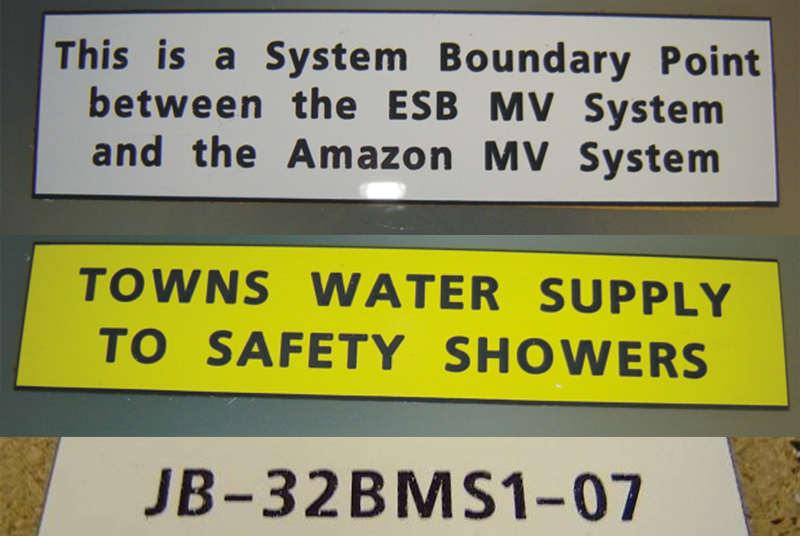 This is a System Boundary Point
between the ESB MV System
and the Amazon MV System
TOWNS WATER SUPPLY
TO SAFETY SHOWERS
JB-32BMS1-07